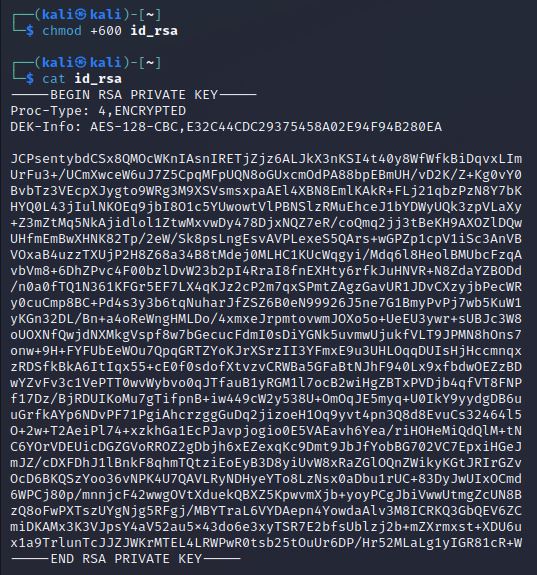 ┌──(kali㉿kali)-[~]
└─$ chmod +600 id_rsa
┌──(kali㉿kali)-[~]
└─$ cat id_rsa
-----BEGIN RSA PRIVATE KEY-----
Proc-Type: 4,ENCRYPTED
DEK-Info: AES-128-CBC,E32C44CDC29375458A02E94F94B280EA
JCPsentybdCSx8QMOcWKnIAsnIRETjZjz6ALJkX3nKSI4t40y8WfWfkBiDqvxLIm
UrFu3+/UCmXwceW6uJ7Z5CpqMFpUQN8oGUxcmOdPA88bpEBmUH/vD2K/Z+Kg0vY0
BvbTz3VEcpXJygto9WRg3M9XSVsmsxpaAEl4XBN8EmlKAkR+FLj21qbzPzN8Y7bK
HYQ0L43jIulNKOEq9jbI8O1c5YUwowtVlPBNSlzRMuEhceJ1bYDWyUQk3zpVLaXy
+Z3mZtMq5NkAjidlol1ZtwMxvwDy478DjxNQZ7eR/coQmq2jj3tBeKH9AXOZlDQw
UHfmEmBwXHNK82Tp/2eW/Sk8psLngEsvAVPLexeS5QArs+wGPZp1cpV1iSc3AnVB
VOxaB4uzzTXUjP2H8Z68a34B8tMdej0MLHC1KUcWqgyi/Mdq6l8HeolBMUbcFzqA
vbVm8+6DhZPvc4F00bzlDvW23b2pI4RraI8fnEXHty6rfkJuHNVR+N8ZdaYZBODd
/n0a0fTQ1N361KFGr5EF7LX4qKJz2cP2m7qxSPmtZAgzGavUR1JDvCXzyjbPecWR
y0cuCmp8BC+Pd4s3y3b6tqNuharJfZSZ6B0eN99926J5ne7G1BmyPvPj7wb5KuW1
yKGn32DL/Bn+a4oReWngHMLDo/4xmxeJrpmtovwmJOXo5o+UeEU3ywr+sUBJc3W8
oUOXNfQwjdNXMkgVspf8w7bGecucFdmI0sDiYGNk5uvmwUjukfVLT9JPMN8hOns7
onw+9H+FYFUbEeWOu7QpqGRTZYoKJrXSrzII3YFmxE9u3UHLOqqDUIsHjHccmnqx
zRDSfkBkA6ItIqx55+cE0f0sdofXtvzvCRWBa5GFaBtNJhF940Lx9xfbdwOEZzBD
wYZvFv3c1VePTT0wvWybvo0qJTfauB1yRGM1l7ocB2wiHgZBTxPVDjb4qfVT8FNP
f17Dz/BjRDUIKoMu7gTifpnB+iw449cW2y538U+OmOqJE5myq+U0IkY9yydgDB6u
uGrfkAYp6NDvPF71PgiAhcrzggGuDq2jizoeH1Oq9yvt4pn3Q8d8EvuCs32464l5
O+2w+T2AeiPl74+xzkhGa1EcPJavpjogio0E5VAEavh6Yea/riHOHeMiQdQlM+tN
C6YOrVDEUicDGZGVoRROZ2gDbjh6xEZexqKc9Dmt9JbJfYobBG702VC7EpxiHGeJ
mJZ/cDXFDhJ1lBnkF8qhmTQtziEoEyB3D8yiUvW8xRaZGlOQnZWikyKGtJRIrGZv
OcD6BKQSzYoo36vNPK4U7QAVLRyNDHyeYTo8LzNsx0aDbu1rUC+83DyJwUIxOCmd
6WPCj80p/mnnjcF42wwgOVtXduekQBXZ5KpwvmXjb+yoyPCgJbiVwwUtmgZcUN8B
zQ8oFwPXTszUYgNjg5RFgj/MBYTraL6VYDAepn4YowdaAlv3M8ICRKQ3GbQEV6ZC
miDKAMx3K3VJpsY4aV52au5x43do6e3xyTSR7E2bfsUblzj2b+mZXrmxst+XDU6u
x1a9TrlunTcJJZJWKrMTEL4LRWPwR0tsb25tOuUr6DP/Hr52MLaLg1yIGR81cR+W
-----END RSA PRIVATE KEY-----